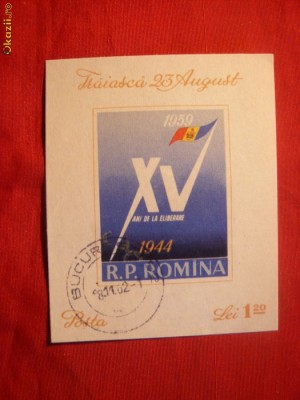 Okazii.ro
Trăiască 23 August
1959
XV
ANI DE LA ELIBERARE
1944
R.P. ROMINA
Posta Lei 1.20